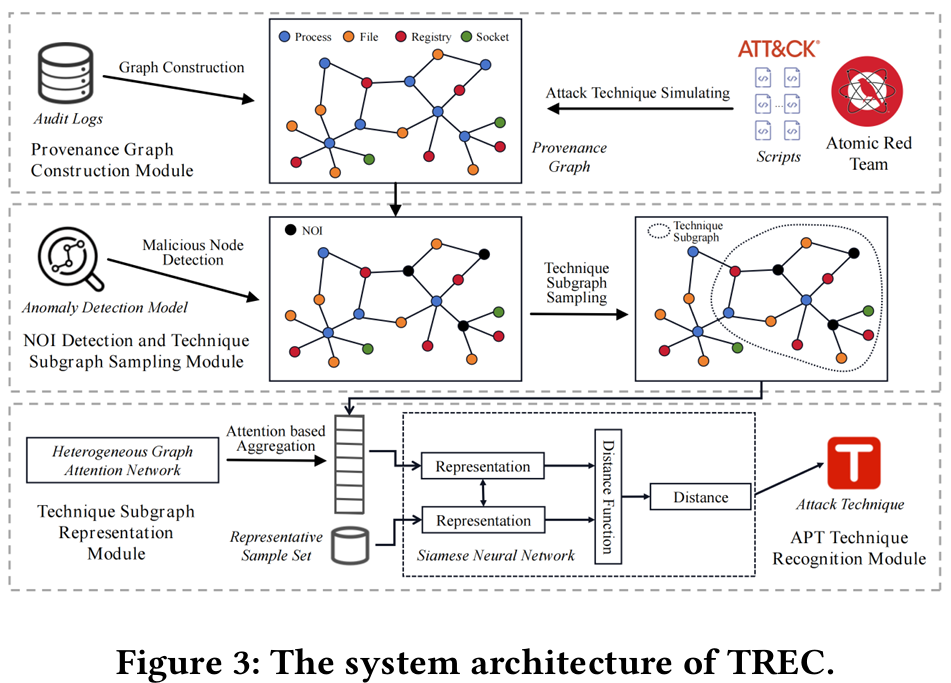 Process File Registry Socket
Graph Construction
Audit Logs
Provenance Graph
Construction Module
Attack Technique Simulating
Provenance
Graph
ATT&CK®
...
Scripts
Atomic Red
Team
Malicious Node
Detection
Anomaly Detection Model
NOI Detection and Technique
Subgraph Sampling Module
NOI
Technique
Subgraph
Sampling
Technique
Subgraph
Heterogeneous Graph
Attention Network
Attention based
Aggregation
Technique Subgraph
Representation
Module
Representative
Sample Set
Representation
Representation
Siamese Neural Network
Distance Function
Distance
T
Attack Technique
APT Technique
Recognition Module
Figure 3: The system architecture of TREC.